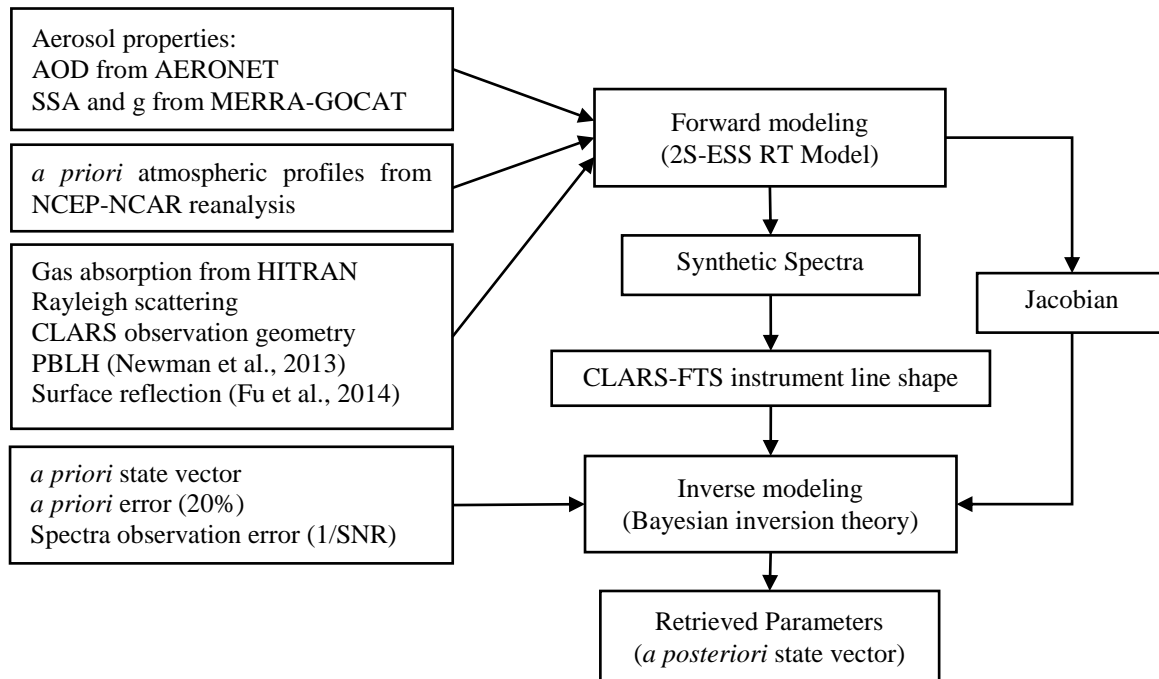 Aerosol properties:
AOD from AERONET
SSA and g from MERRA-GOCAT
a priori atmospheric profiles from
NCEP-NCAR reanalysis
Gas absorption from HITRAN
Rayleigh scattering
CLARS observation geometry
PBLH (Newman et al., 2013)
Surface reflection (Fu et al., 2014)
a priori state vector
a priori error (20%)
Spectra observation error (1/SNR)
Forward modeling
(2S-ESS RT Model)
Synthetic Spectra
Jacobian
CLARS-FTS instrument line shape
Inverse modeling
(Bayesian inversion theory)
Retrieved Parameters
(a posteriori state vector)